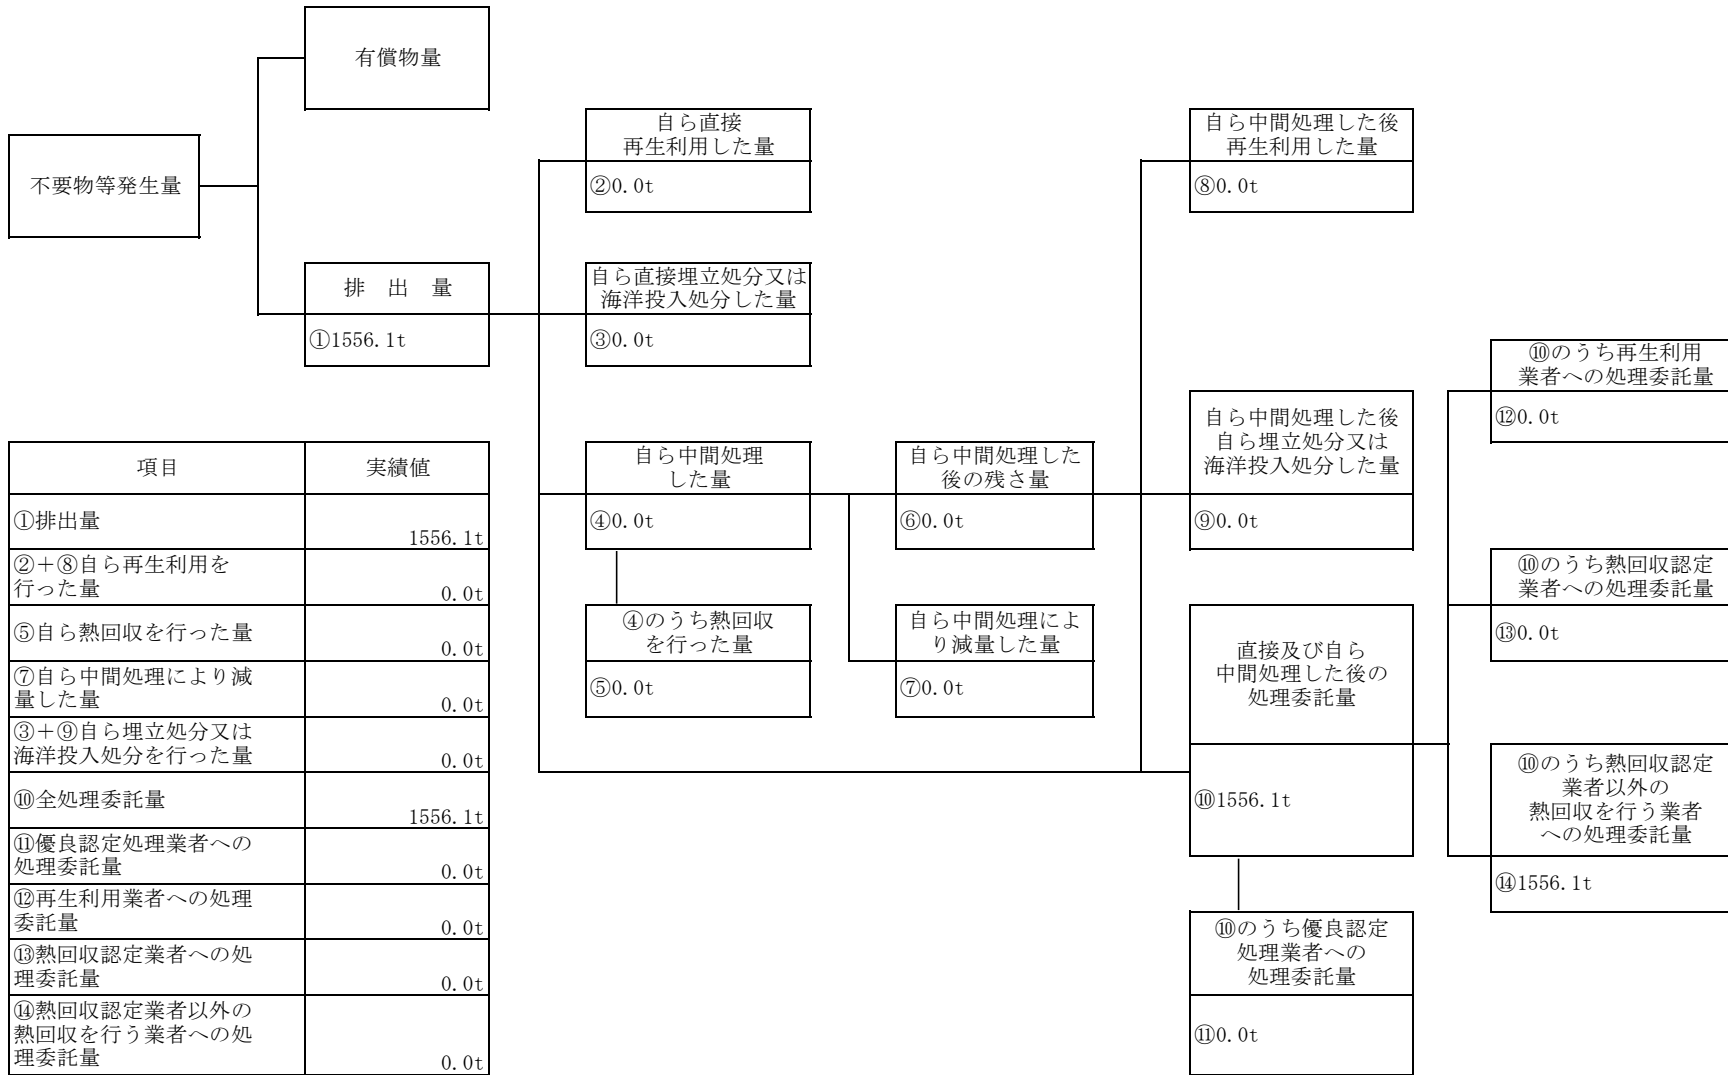 有償物量
不要物等発生量
排　出　量
①1556.1t
自ら直接
再生利用した量
②0.0t
自ら直接埋立処分又は
海洋投入処分した量
③0.0t
自ら中間処理
した量
④0.0t
④のうち熱回収
を行った量
⑤0.0t
自ら中間処理した
後の残さ量
⑥0.0t
自ら中間処理によ
り減量した量
⑦0.0t
自ら中間処理した後
再生利用した量
⑧0.0t
自ら中間処理した後
自ら埋立処分又は
海洋投入処分した量
⑨0.0t
直接及び自ら
中間処理した後の
処理委託量
⑩1556.1t
⑩のうち優良認定
処理業者への
処理委託量
⑪0.0t
⑩のうち再生利用
業者への処理委託量
⑫0.0t
⑩のうち熱回収認定
業者への処理委託量
⑬0.0t
⑩のうち熱回収認定
業者以外の
熱回収を行う業者
への処理委託量
⑭1556.1t
項目 実績値
①排出量
1556.1t
②＋⑧自ら再生利用を
行った量
0.0t
⑤自ら熱回収を行った量
0.0t
⑦自ら中間処理により減
量した量
0.0t
③＋⑨自ら埋立処分又は
海洋投入処分を行った量
0.0t
⑩全処理委託量
1556.1t
⑪優良認定処理業者への
処理委託量
0.0t
⑫再生利用業者への処理
委託量
0.0t
⑬熱回収認定業者への処
理委託量
0.0t
⑭熱回収認定業者以外の
熱回収を行う業者への処
理委託量
0.0t